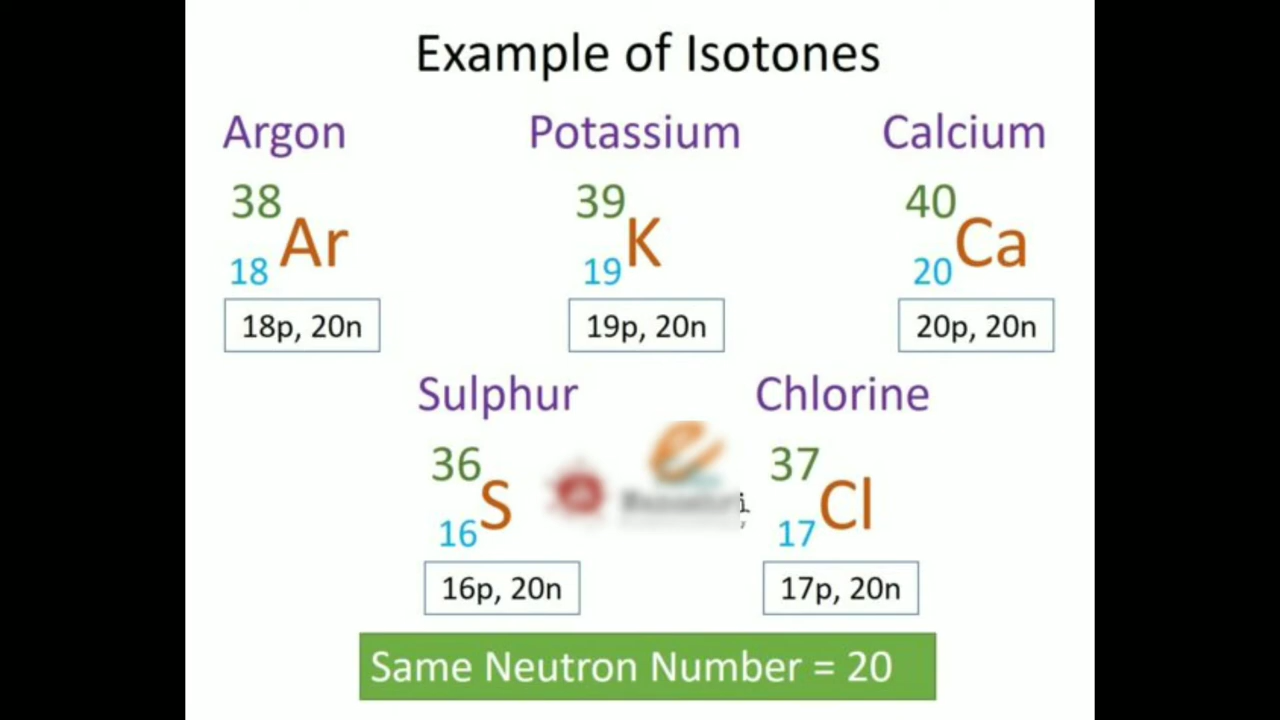 Example of Isotones
Argon Potassium Calcium
38 39 40
Ar K Ca
18 19 20
18p, 20n 19p, 20n 20p, 20n
Sulphur Chlorine
36 37
S Cl
16 17
16p, 20n 17p, 20n
Same Neutron Number = 20